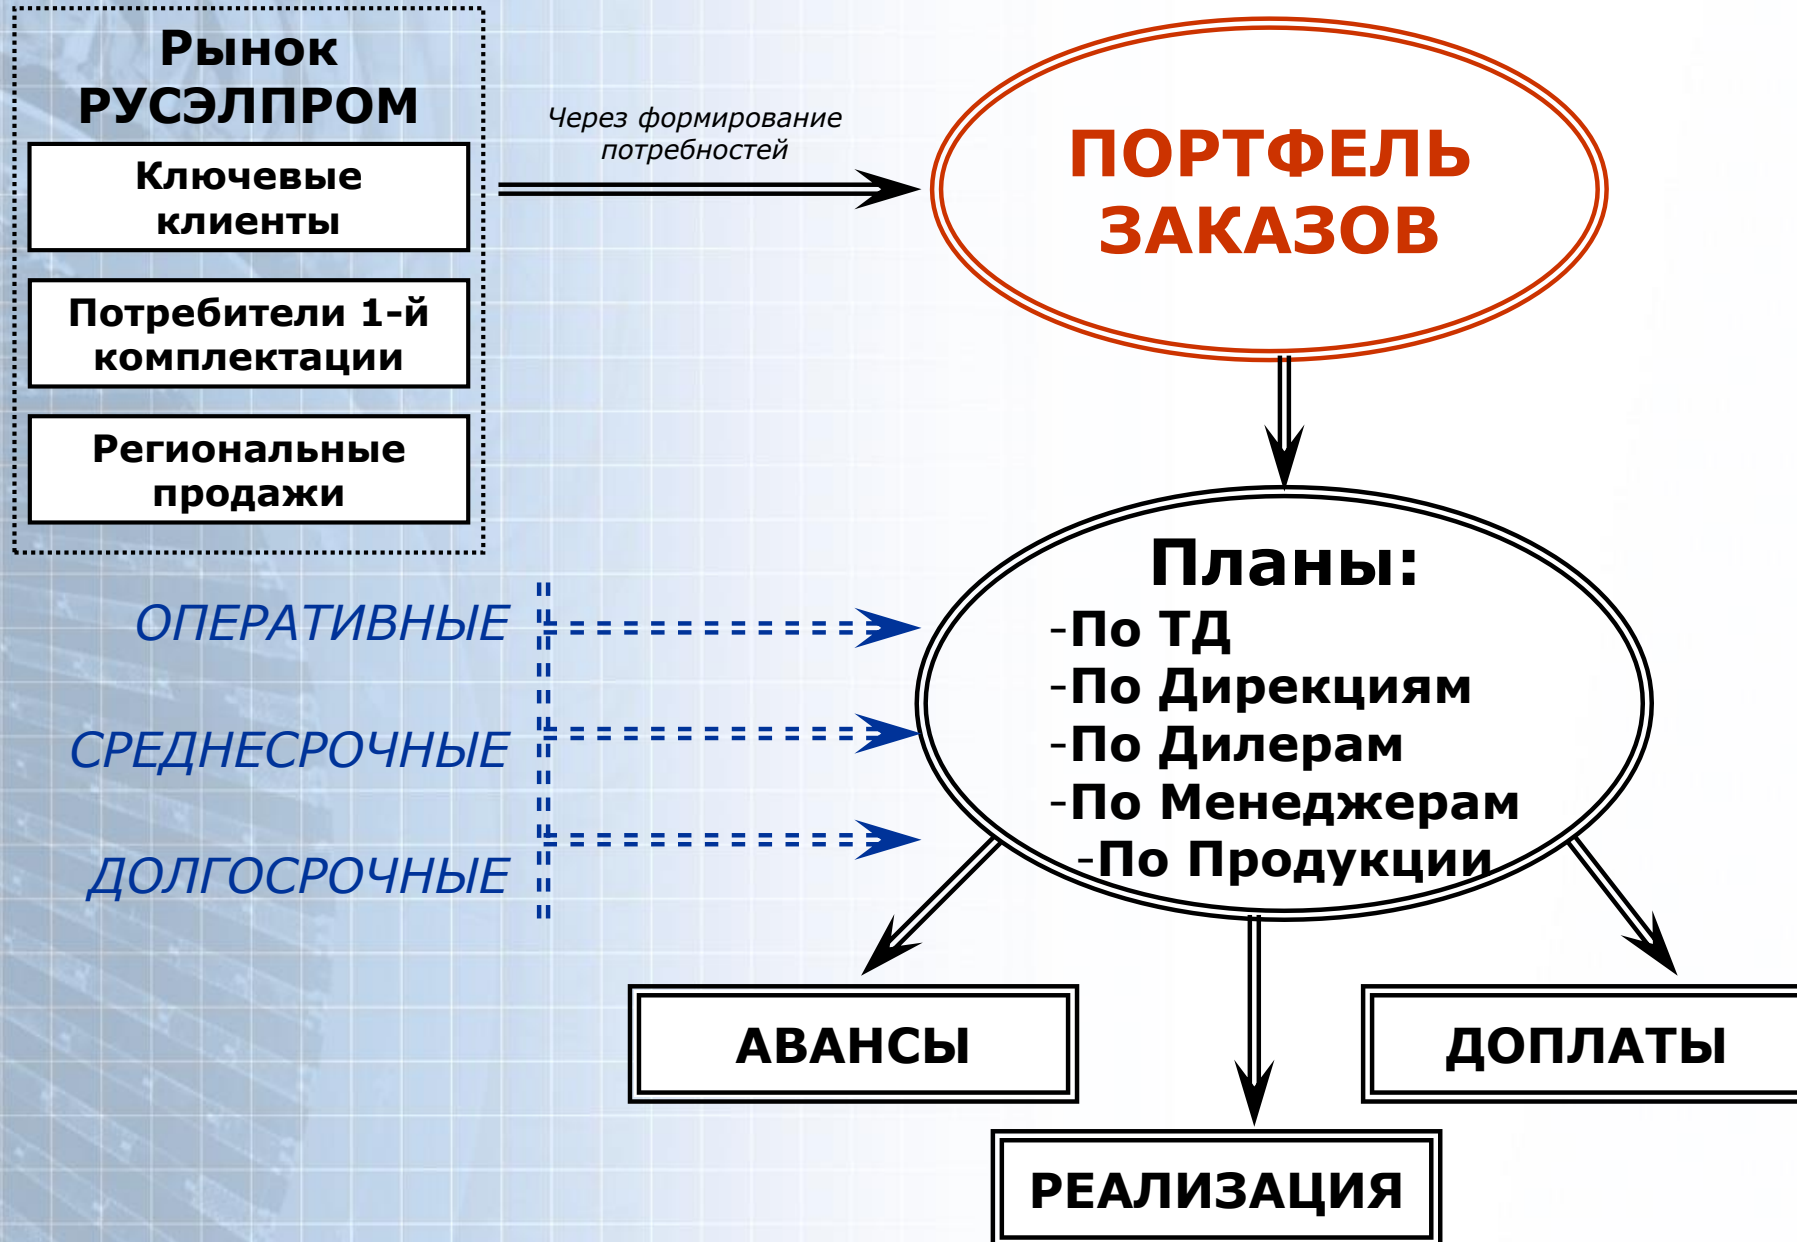 Рынок
РУСЭЛПРОМ
Ключевые
клиенты
Потребители 1-й
комплектации
Региональные
продажи
Через формирование
потребностей
ПОРТФЕЛЬ
ЗАКАЗОВ
ОПЕРАТИВНЫЕ
СРЕДНЕСРОЧНЫЕ
ДОЛГОСРОЧНЫЕ
Планы:
-По ТД
-По Дирекциям
-По Дилерам
-По Менеджерам
-По Продукции
АВАНСЫ
ДОПЛАТЫ
РЕАЛИЗАЦИЯ